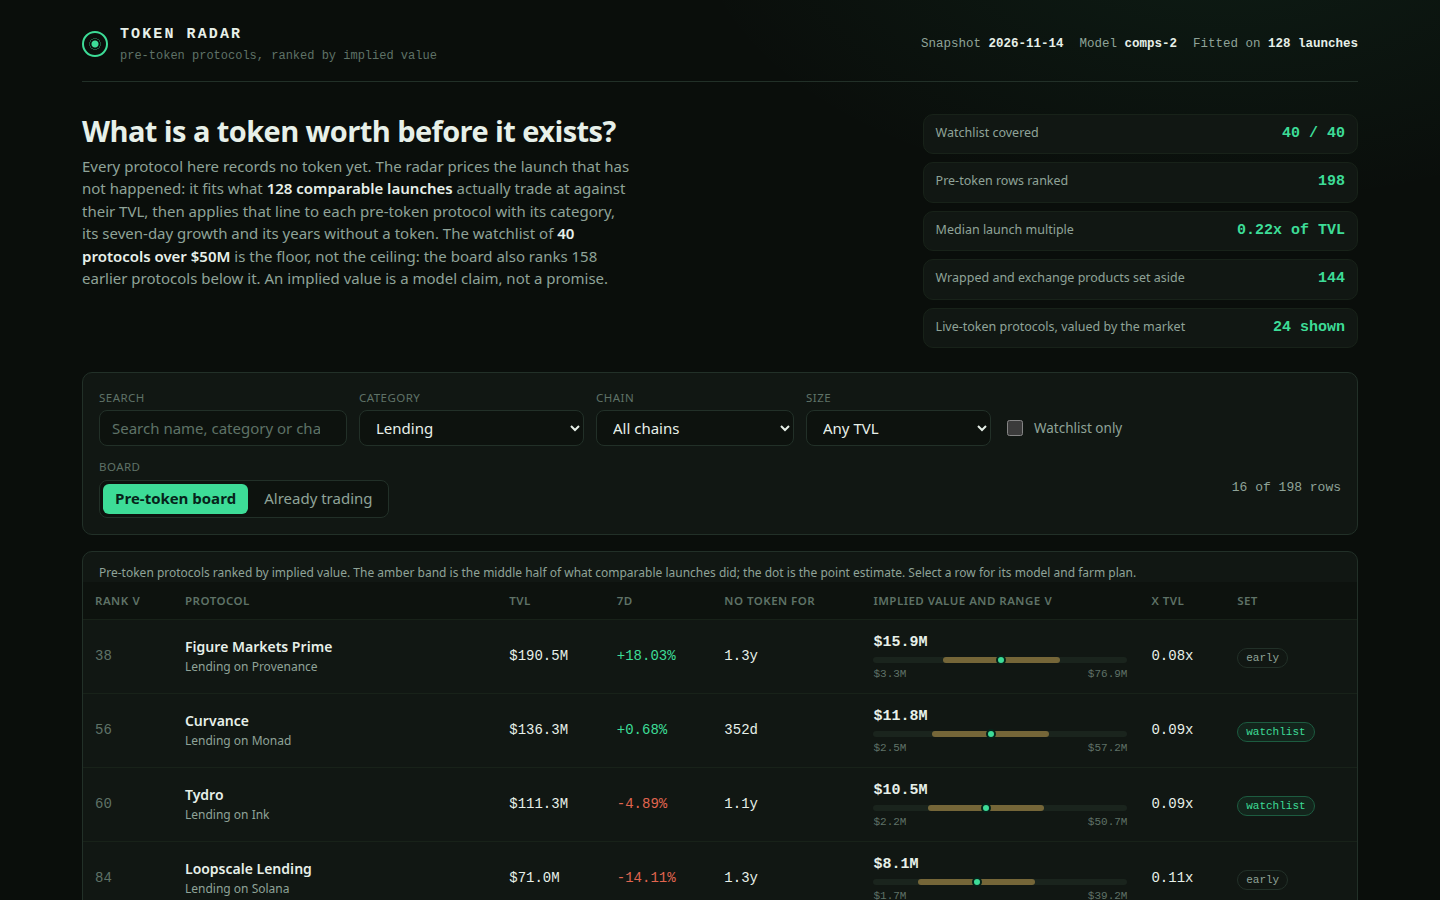 TOKEN RADAR
pre-token protocols, ranked by implied value
Snapshot 2026-11-14 Model comps-2 Fitted on 128 launches
What is a token worth before it exists?
Every protocol here records no token yet. The radar prices the launch that has
not happened: it fits what 128 comparable launches actually trade at against
their TVL, then applies that line to each pre-token protocol with its category,
its seven-day growth and its years without a token. The watchlist of 40
protocols over $50M is the floor, not the ceiling: the board also ranks 158
earlier protocols below it. An implied value is a model claim, not a promise.
Watchlist covered 40 / 40
Pre-token rows ranked 198
Median launch multiple 0.22x of TVL
Wrapped and exchange products set aside 144
Live-token protocols, valued by the market 24 shown
SEARCH CATEGORY CHAIN SIZE
Search name, category or cha Lending All chains Any TVL Watchlist only
BOARD
Pre-token board Already trading 16 of 198 rows
Pre-token protocols ranked by implied value. The amber band is the middle half of what comparable launches did; the dot is the point estimate. Select a row for its model and farm plan.
RANK V PROTOCOL TVL 7D NO TOKEN FOR IMPLIED VALUE AND RANGE V X TVL SET
38 Figure Markets Prime $190.5M +18.03% 1.3y $15.9M 0.08x early
Lending on Provenance $3.3M $76.9M
56 Curvance $136.3M +0.68% 352d $11.8M 0.09x watchlist
Lending on Monad $2.5M $57.2M
60 Tydro $111.3M -4.89% 1.1y $10.5M 0.09x watchlist
Lending on Ink $2.2M $50.7M
84 Loopscale Lending $71.0M -14.11% 1.3y $8.1M 0.11x early
Lending on Solana $1.7M $39.2M